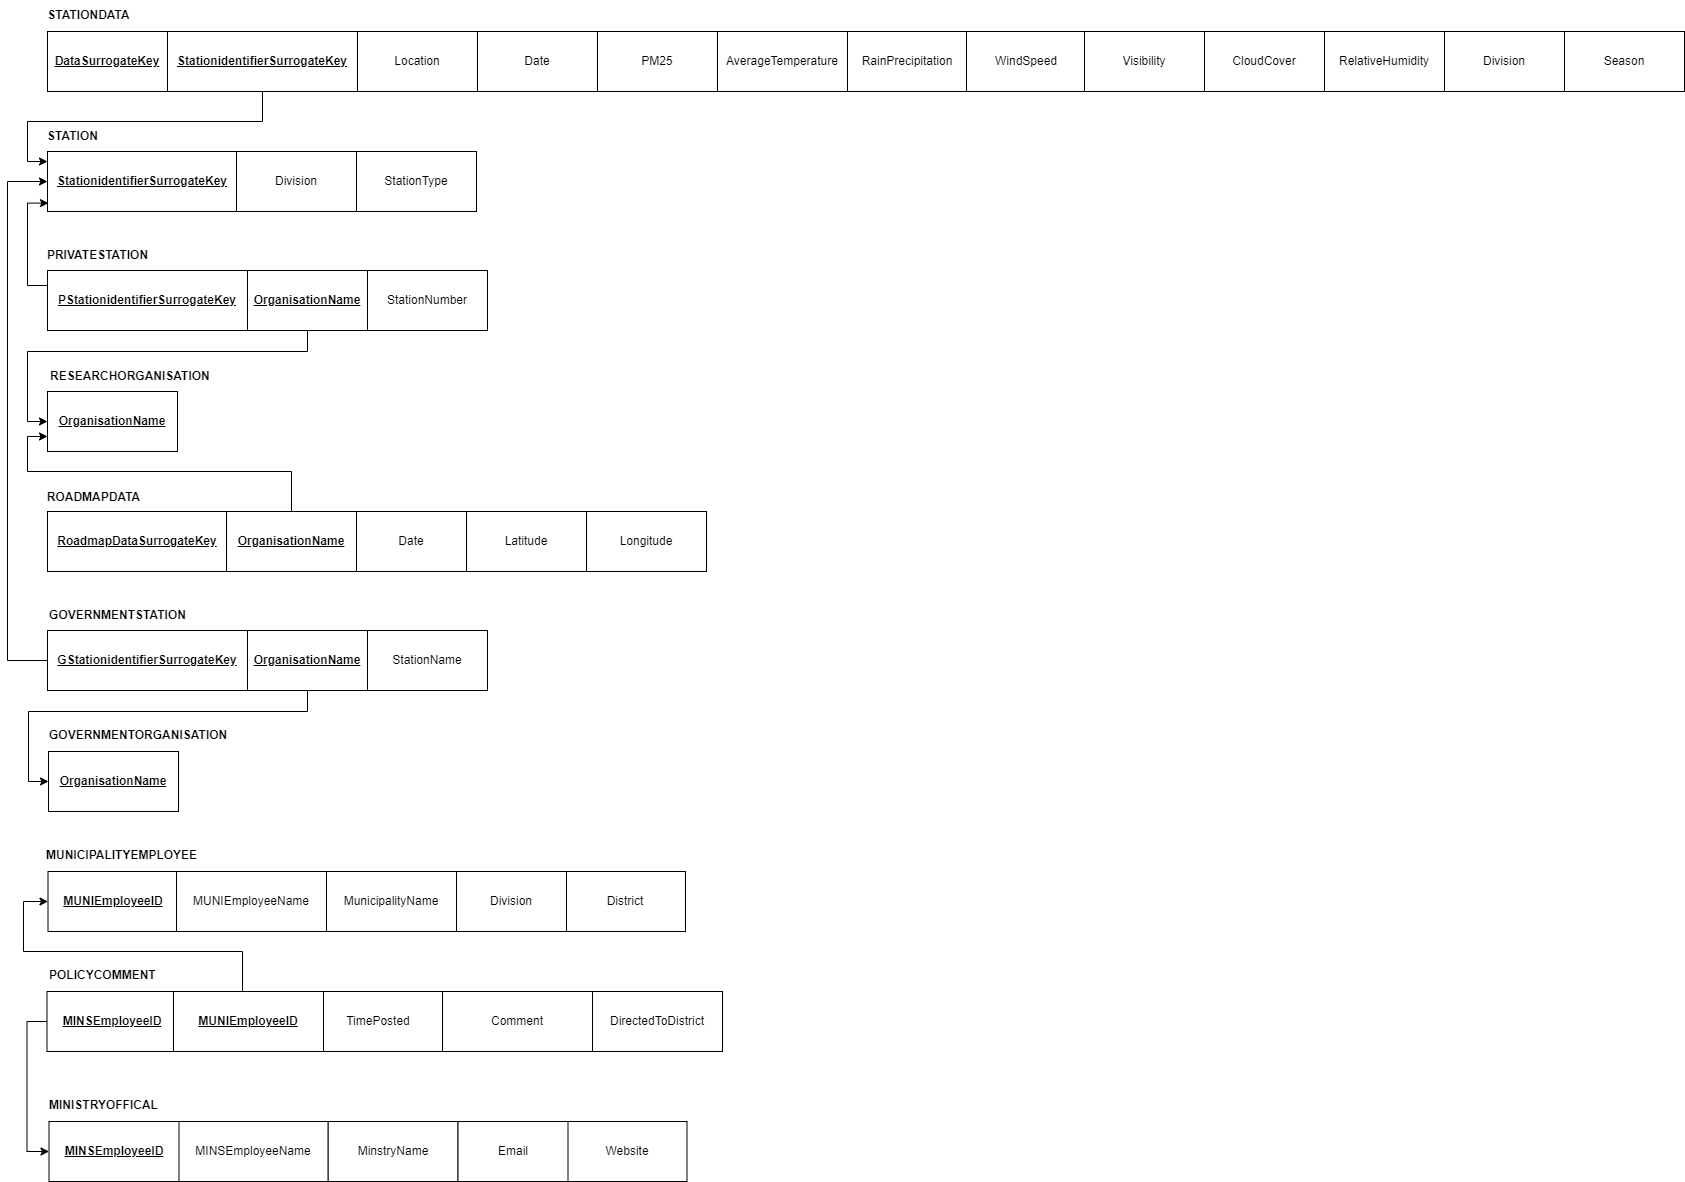 STATIONDATA
DataSurrogateKey StationidentifierSurrogateKey Location Date PM25 AverageTemperature RainPrecipitation WindSpeed Visibility CloudCover RelativeHumidity Division Season
STATION
StationidentifierSurrogateKey Division StationType
PRIVATESTATION
PStationidentifierSurrogateKey OrganisationName StationNumber
RESEARCHORGANISATION
OrganisationName
ROADMAPDATA
RoadmapDataSurrogateKey OrganisationName Date Latitude Longitude
GOVERNMENTSTATION
GStationidentifierSurrogateKey OrganisationName StationName
GOVERNMENTORGANISATION
OrganisationName
MUNICIPALITYEMPLOYEE
MUNIEmployeeID MUNIEmployeeName MunicipalityName Division District
POLICYCOMMENT
MINSEmployeeID MUNIEmployeeID TimePosted Comment DirectedToDistrict
MINISTRYOFFICAL
MINSEmployeeID MINSEmployeeName MinstryName Email Website